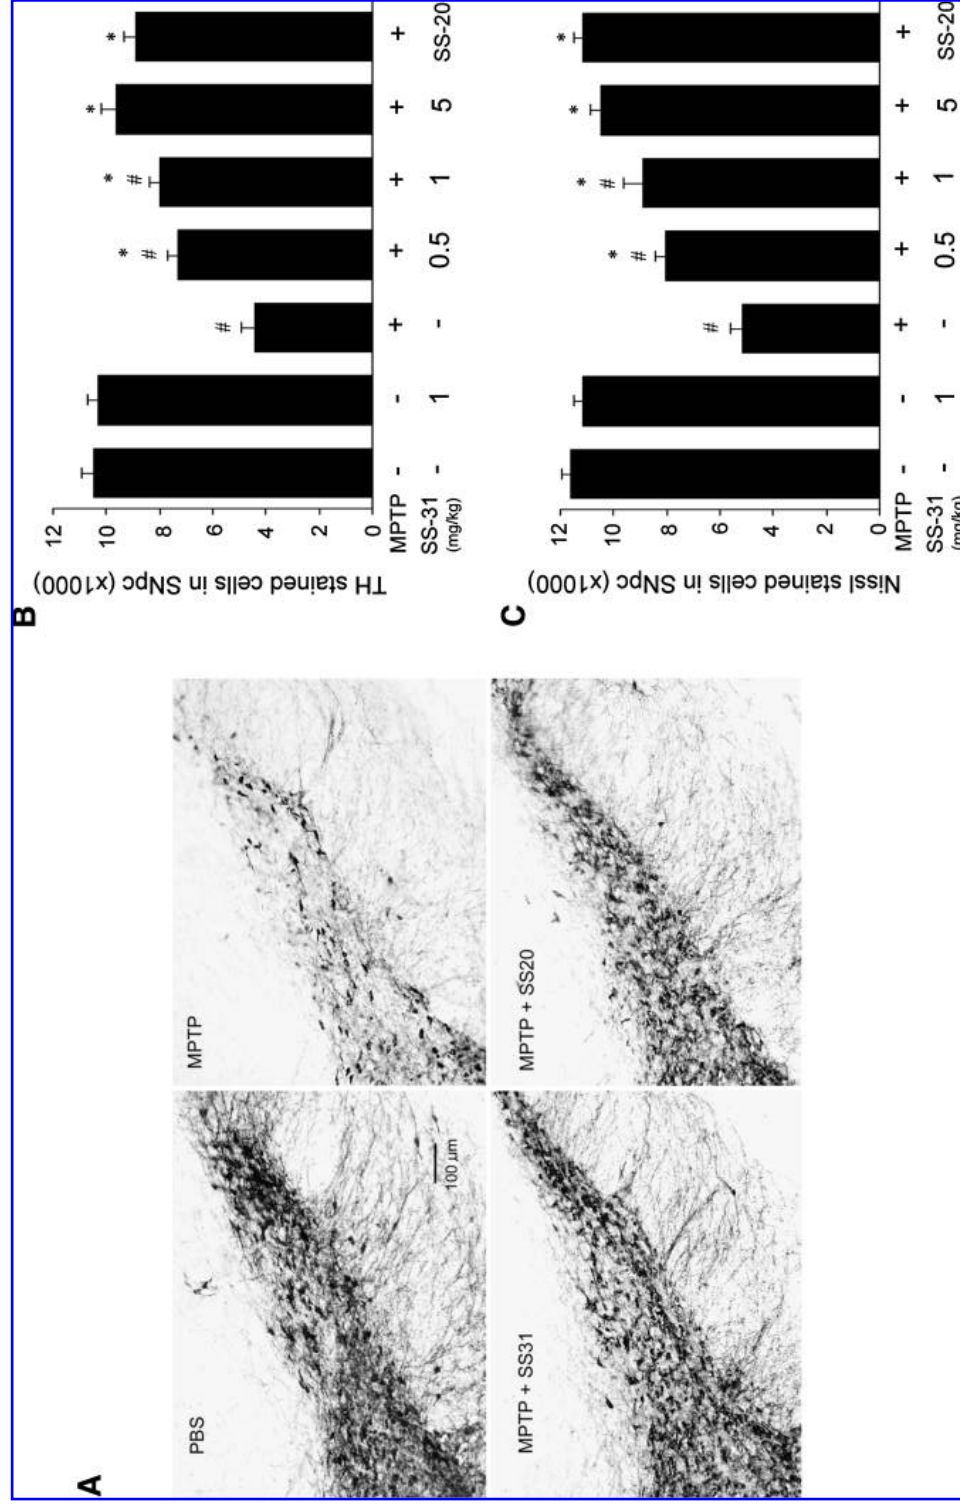 A
PBS
MPTP
100 µm
MPTP + SS31
MPTP + SS20
B
TH stained cells in SNpc (x1000)
12
10
8
6
4
2
0
* 
# * 
# * 
# 
* 
*
MPTP - - + + + + +
SS-31 - 1 - 0.5 1 5 SS-20
(mg/kg)
C
Nissl stained cells in SNpc (x1000)
12
10
8
6
4
2
0
#
* #
* #
*
*
MPTP - - + + + + +
SS-31 - 1 - 0.5 1 5 SS-20
(mg/kg)